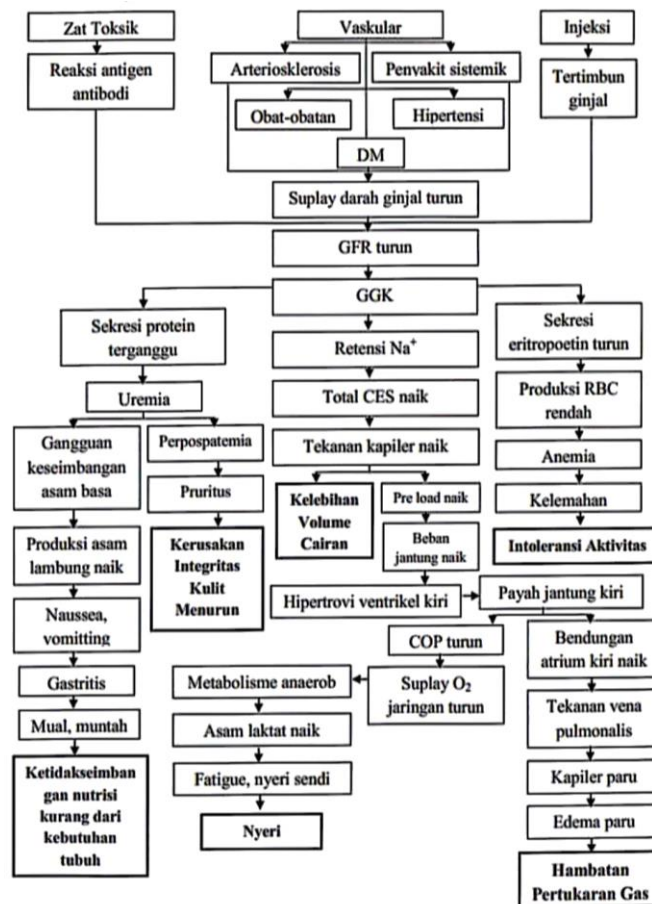 Zat Toksik
Vaskular
Injeksi
Reaksi antigen
antibodi
Arteriosklerosis
Penyakit sistemik
Tertimbun
ginjal
Obat-obatan
Hipertensi
DM
Suplay darah ginjal turun
GFR turun
GGK
Sekresi protein
terganggu
Retensi Na⁺
Sekresi
eritropoetin turun
Uremia
Total CES naik
Produksi RBC
rendah
Gangguan
keseimbangan
asam basa
Perpospatemia
Tekanan kapiler naik
Anemia
Pruritus
Kelebihan
Volume
Cairan
Pre load naik
Kelemahan
Produksi asam
lambung naik
Kerusakan
Integritas
Kulit
Menurun
Beban
jantung naik
Intoleransi Aktivitas
Hipertrovi ventrikel kiri
Payah jantung kiri
Naussea,
vomitting
COP turun
Bendungan
atrium kiri naik
Gastritis
Metabolisme anaerob
Suplay O₂
jaringan turun
Mual, muntah
Asam laktat naik
Tekanan vena
pulmonalis
Ketidakseimban
gan nutrisi
kurang dari
kebutuhan
tubuh
Fatigue, nyeri sendi
Kapiler paru
Nyeri
Edema paru
Hambatan
Pertukaran Gas